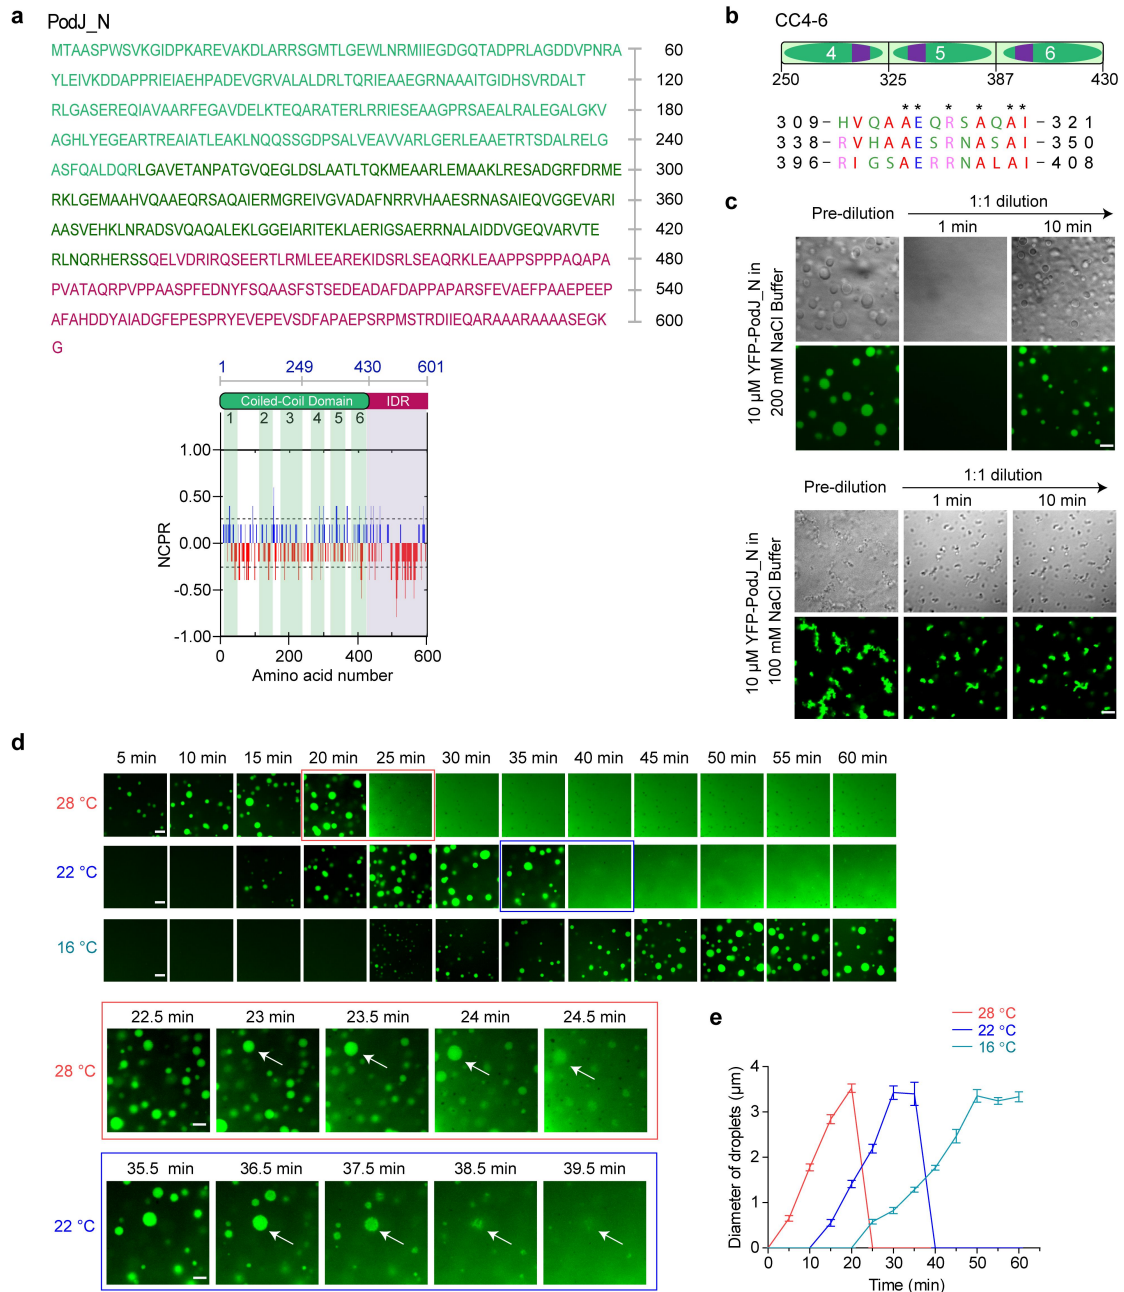 a
PodJ_N
MTAASPWSVKGIDPKAREVAKDLARRSGMTLGEWLNRMIIEGDGQTADPRLAGDDVPNRA 60
YLEIVKDDAPPRIEIAEHPADEVGRVALALDRLTQRIEAAEGRNAAAITGIDHSVRDALT 120
RLGASEREQIAVAARFEGAVDELKTEQARATERLRRIESEAAGPRSAEALRALEGALGKV 180
AGHLYEGEARTREAIATLEAKLNQQSSGDPSALVEAVVARLGERLEAAETRTSDALRELG 240
ASFQALDQRLGAVETANPATGVQEGLDSLAATLTQKMEAARLEMAAKLRESADGRFDRME 300
RKLGEMAAHVQAAEQRSAQAIERMGREIVGVADAFNRRVHAAESRNASAIEQVGGEVARI 360
AASVEHKLNRADSVQAQALEKLGGEIARITEKLAERIGSAERRNALAIDDVGEQVARVTE 420
RLNQRHERSSQELVDRIRQSEERTLRMLEEAREKIDSRLSEAQRKLEAAPPSPPPAQAPA 480
PVATAQRPVPPAASPFEDNYFSQAASFSTSEDEADAFDAPPAPARSFEVAEFPAAEPEEP 540
AFAHDDYAIADGFEPESPRYEVEPEVSDFAPAEPSRPMSTRDIIEQARAAARAAAASEGK 600
G
1 249 430 601
Coiled-Coil Domain IDR
1 2 3 4 5 6
1.00
0.50
0.00
-0.50
-1.00
NCPR
0 200 400 600
Amino acid number
b
CC4-6
4 5 6
250 325 387 430
* * * * * *
309- HVQAAEQRSAQAI -321
338- RVHAAESRNASAI -350
396- RIGSAERRNALAI -408
c
1:1 dilution
Pre-dilution
1 min 10 min
10 µM YFP-PodJ_N in
200 mM NaCl Buffer
1:1 dilution
Pre-dilution
1 min 10 min
10 µM YFP-PodJ_N in
100 mM NaCl Buffer
d
5 min 10 min 15 min 20 min 25 min 30 min 35 min 40 min 45 min 50 min 55 min 60 min
28 °C
22 °C
16 °C
22.5 min 23 min 23.5 min 24 min 24.5 min
28 °C
35.5 min 36.5 min 37.5 min 38.5 min 39.5 min
22 °C
e
28 °C
22 °C
16 °C
4
3
2
1
0
Diameter of droplets (µm)
0 10 20 30 40 50 60
Time (min)